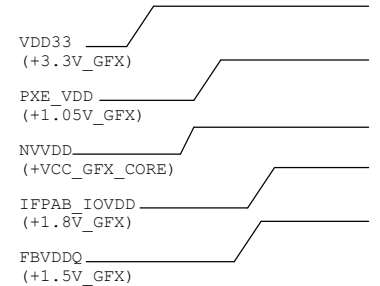 VDD33
(+3.3V_GFX)
PXE_VDD
(+1.05V_GFX)
NVVDD
(+VCC_GFX_CORE)
IFPAB_IOVDD
(+1.8V_GFX)
FBVDDQ
(+1.5V_GFX)